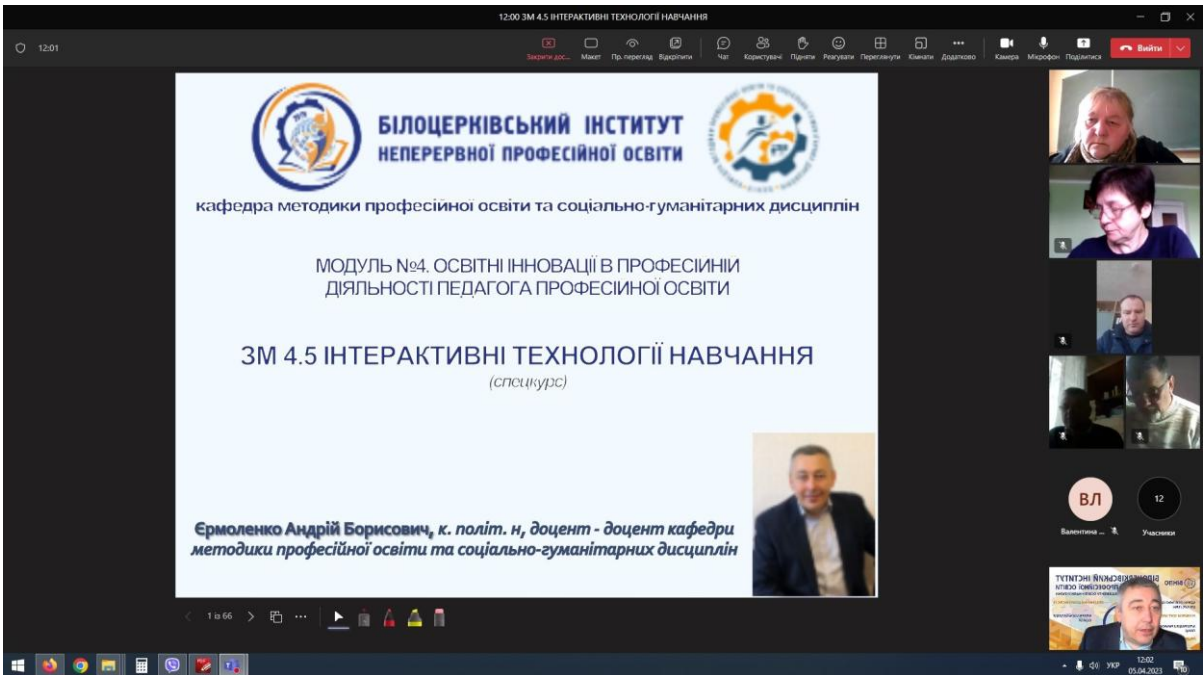 12:00 ЗМ 4.5 ІНТЕРАКТИВНІ ТЕХНОЛОГІЇ НАВЧАННЯ
12:01
Закрити дос... Макет Пр. перегляд Відкріпити Чат Користувачі Підняти Реагувати Переглянути Кімнати Додатково Камера Мікрофон Поділитися Вийти
БІЛОЦЕРКІВСЬКИЙ ІНСТИТУТ
НЕПЕРЕРВНОЇ ПРОФЕСІЙНОЇ ОСВІТИ
кафедра методики професійної освіти та соціально-гуманітарних дисциплін
МОДУЛЬ №4. ОСВІТНІ ІННОВАЦІЇ В ПРОФЕСІЙНІЙ
ДІЯЛЬНОСТІ ПЕДАГОГА ПРОФЕСІЙНОЇ ОСВІТИ
ЗМ 4.5 ІНТЕРАКТИВНІ ТЕХНОЛОГІЇ НАВЧАННЯ
(спецкурс)
Єрмоленко Андрій Борисович, к. політ. н, доцент - доцент кафедри
методики професійної освіти та соціально-гуманітарних дисциплін
ВЛ
12
Валентина ...
Учасники
1 із 66
УКР
12:02
05.04.2023